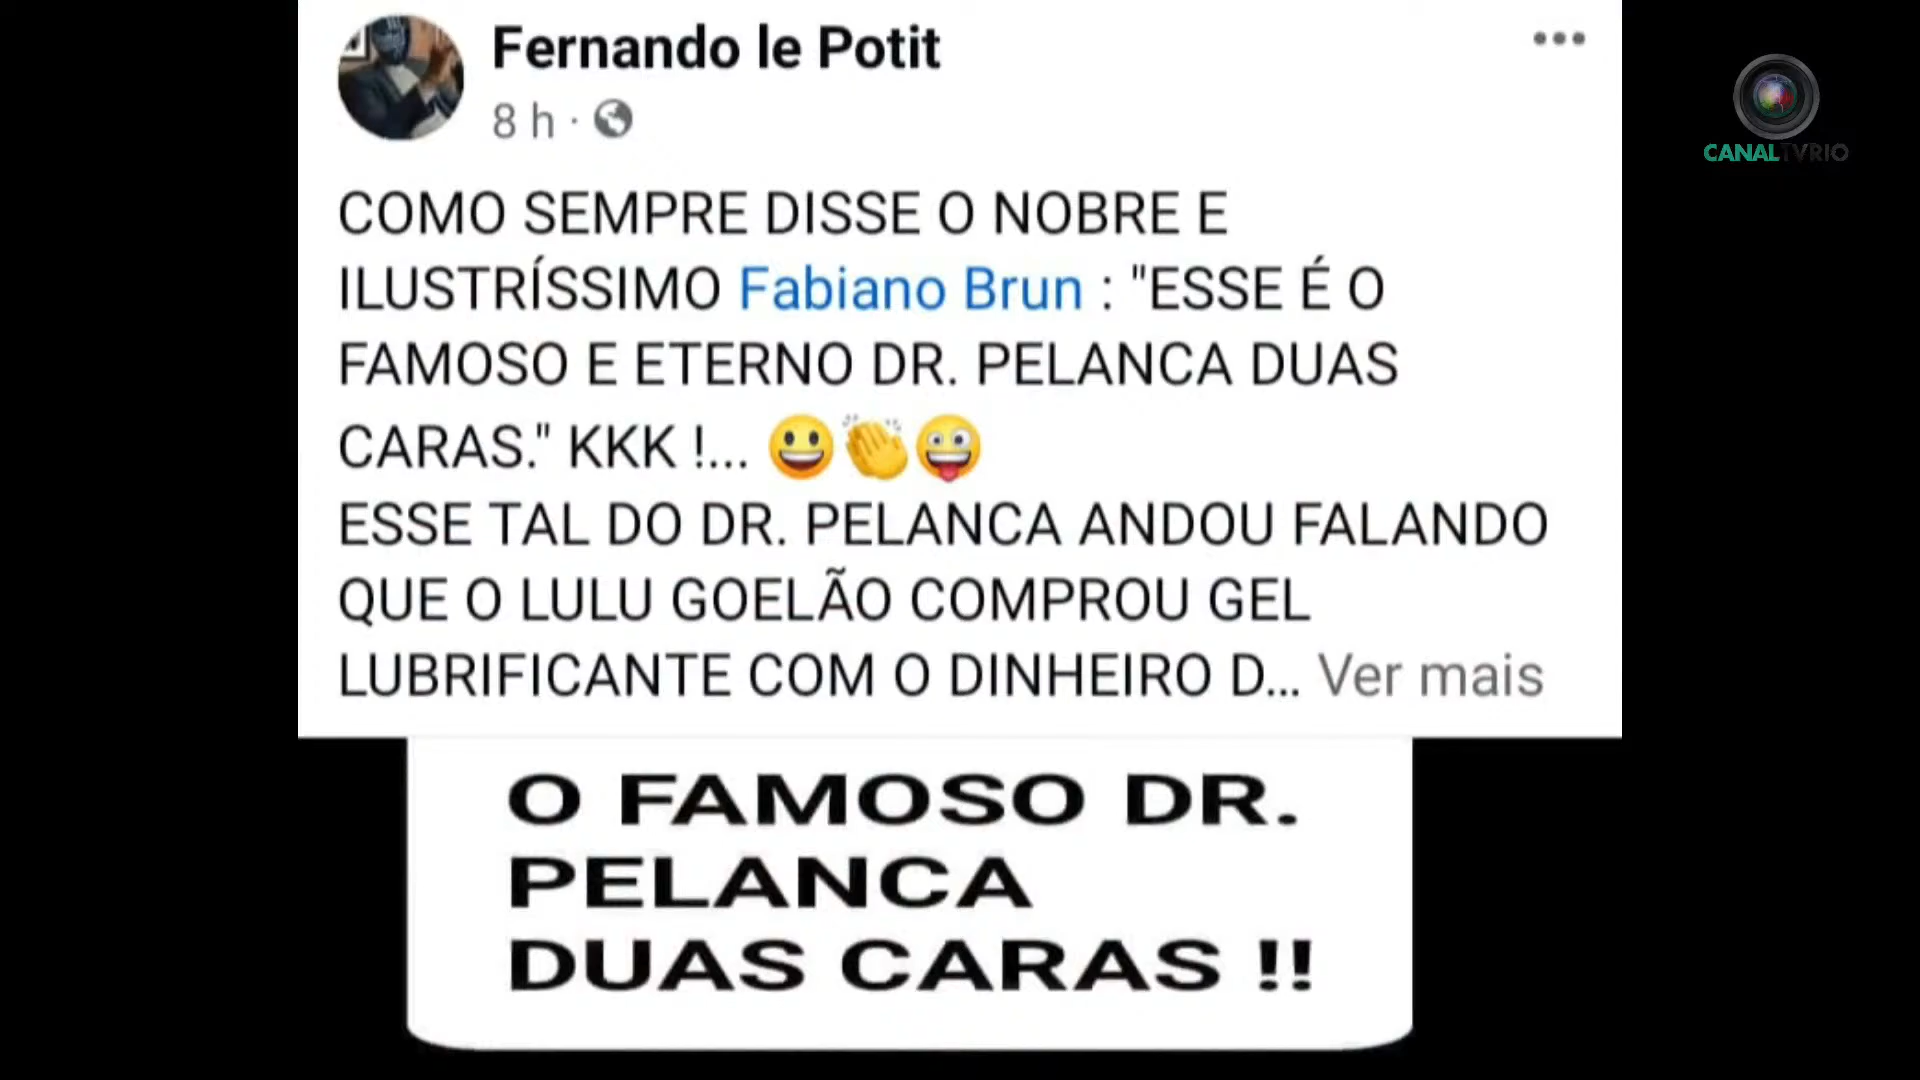 Fernando le Potit
8 h ·
CANALTVRIO
COMO SEMPRE DISSE O NOBRE E
ILUSTRÍSSIMO Fabiano Brun : "ESSE É O
FAMOSO E ETERNO DR. PELANCA DUAS
CARAS." KKK !... 😀👏🤪
ESSE TAL DO DR. PELANCA ANDOU FALANDO
QUE O LULU GOELÃO COMPROU GEL
LUBRIFICANTE COM O DINHEIRO D... Ver mais
O FAMOSO DR.
PELANCA
DUAS CARAS !!